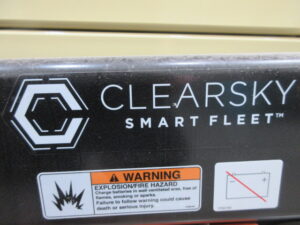 CLEARSKY
SMART FLEET™
WARNING
EXPLOSION/FIRE HAZARD
Charge batteries in well ventilated area, free of
flames, smoking or sparks.
Failure to follow warning could cause
death or serious injury.